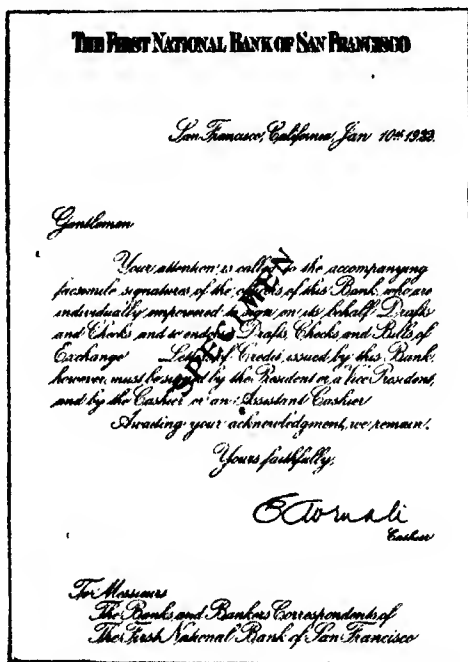 THE FIRST NATIONAL BANK OF SAN FRANCISCO
San Francisco, California, Jan 10th 1922.
Gentlemen
Your attention is called to the accompanying
facsimile signatures of the officers of this Bank, who are
individually empowered to sign on its behalf Drafts
and Checks and to endorse Drafts, Checks and Bills of
Exchange Letters of Credit issued by this Bank,
however, must be signed by the President or a Vice President,
and by the Cashier or an Assistant Cashier
Awaiting your acknowledgment, we remain,
Yours faithfully,
Cashier
To Messieurs
The Banks and Bankers Correspondents of
The First National Bank of San Francisco
SPECIMEN